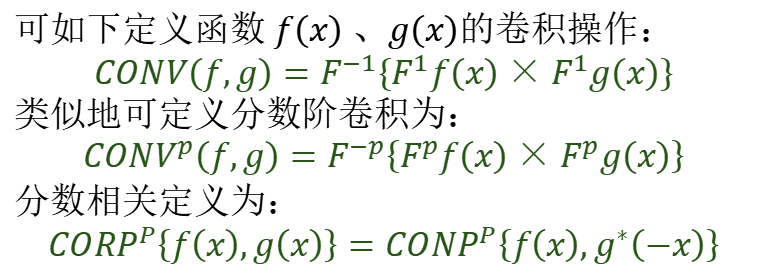 可如下定义函数 f(x) 、g(x)的卷积操作：
CONV(f, g) = F⁻¹{F¹f(x) × F¹g(x)}
类似地可定义分数阶卷积为：
CONVᵖ(f, g) = F⁻ᵖ{Fᵖf(x) × Fᵖg(x)}
分数相关定义为：
CORPᴾ{f(x), g(x)} = CONPᴾ{f(x), g*(−x)}